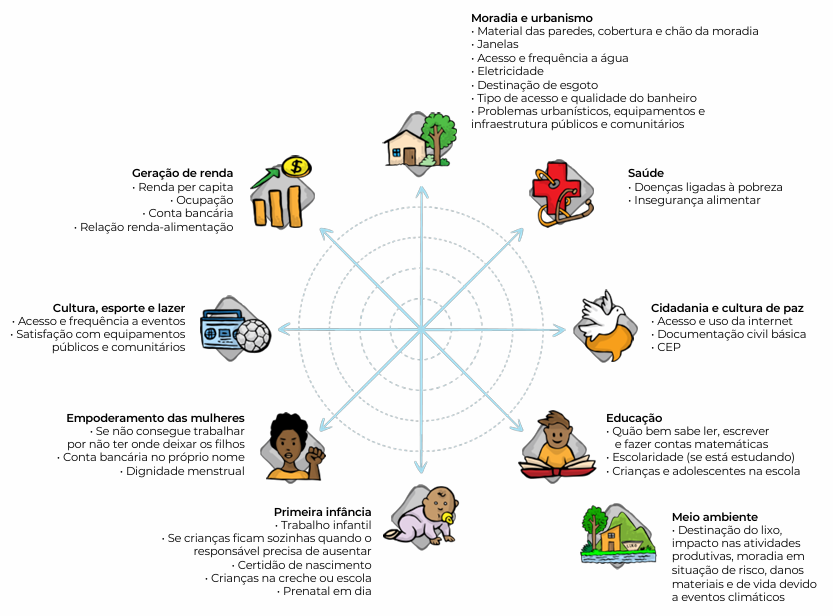 Moradia e urbanismo
· Material das paredes, cobertura e chão da moradia
· Janelas
· Acesso e frequência a água
· Eletricidade
· Destinação de esgoto
· Tipo de acesso e qualidade do banheiro
· Problemas urbanísticos, equipamentos e
infraestrutura públicos e comunitários
Geração de renda
· Renda per capita
· Ocupação
· Conta bancária
· Relação renda-alimentação
$
Saúde
· Doenças ligadas à pobreza
· Insegurança alimentar
Cultura, esporte e lazer
· Acesso e frequência a eventos
· Satisfação com equipamentos
públicos e comunitários
Cidadania e cultura de paz
· Acesso e uso da internet
· Documentação civil básica
· CEP
Empoderamento das mulheres
· Se não consegue trabalhar
por não ter onde deixar os filhos
· Conta bancária no próprio nome
· Dignidade menstrual
Educação
· Quão bem sabe ler, escrever
e fazer contas matemáticas
· Escolaridade (se está estudando)
· Crianças e adolescentes na escola
Primeira infância
· Trabalho infantil
· Se crianças ficam sozinhas quando o
responsável precisa de ausentar
· Certidão de nascimento
· Crianças na creche ou escola
· Prenatal em dia
Meio ambiente
· Destinação do lixo,
impacto nas atividades
produtivas, moradia em
situação de risco, danos
materiais e de vida devido
a eventos climáticos